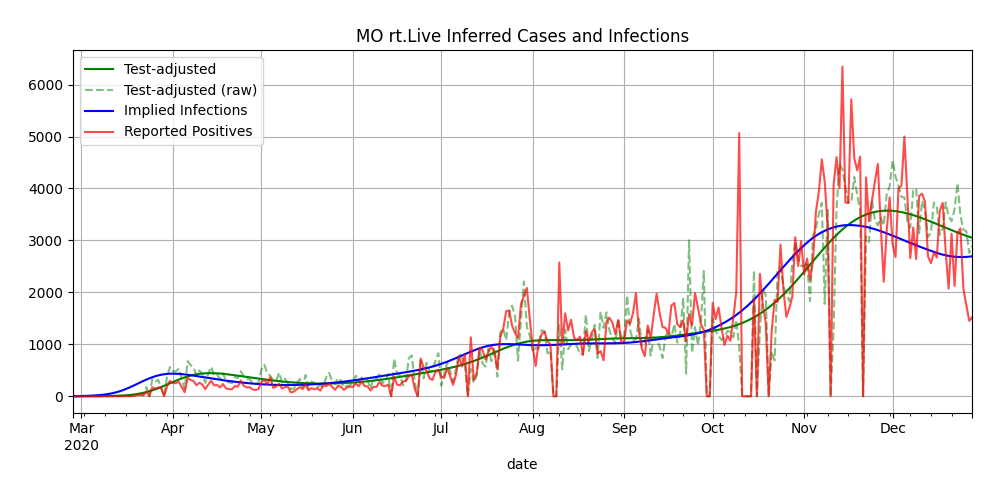 MO rt.Live Inferred Cases and Infections
Test-adjusted
Test-adjusted (raw)
Implied Infections
Reported Positives
6000
5000
4000
3000
2000
1000
0
Mar Apr May Jun Jul Aug Sep Oct Nov Dec
2020
date